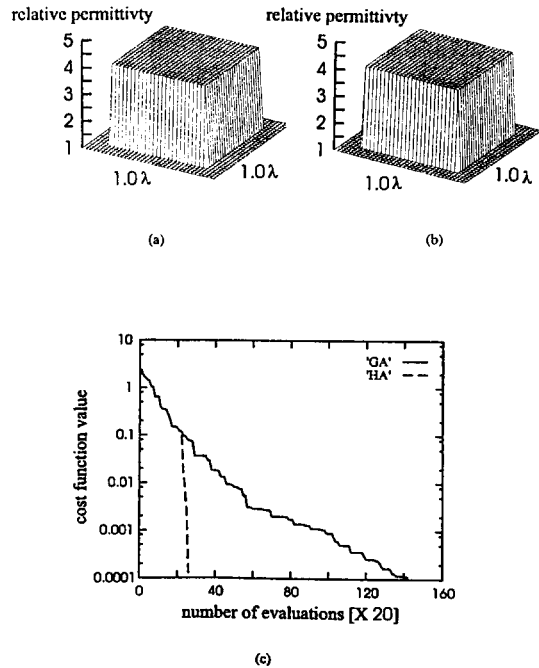 relative permittivty
relative permittivty
5
4
3
2
1
1.0λ
1.0λ
5
4
3
2
1
1.0λ
1.0λ
(a)
(b)
10
1
0.1
0.01
0.001
0.0001
cost function value
'GA'
'HA'
0
40
80
120
160
number of evaluations [X 20]
(c)